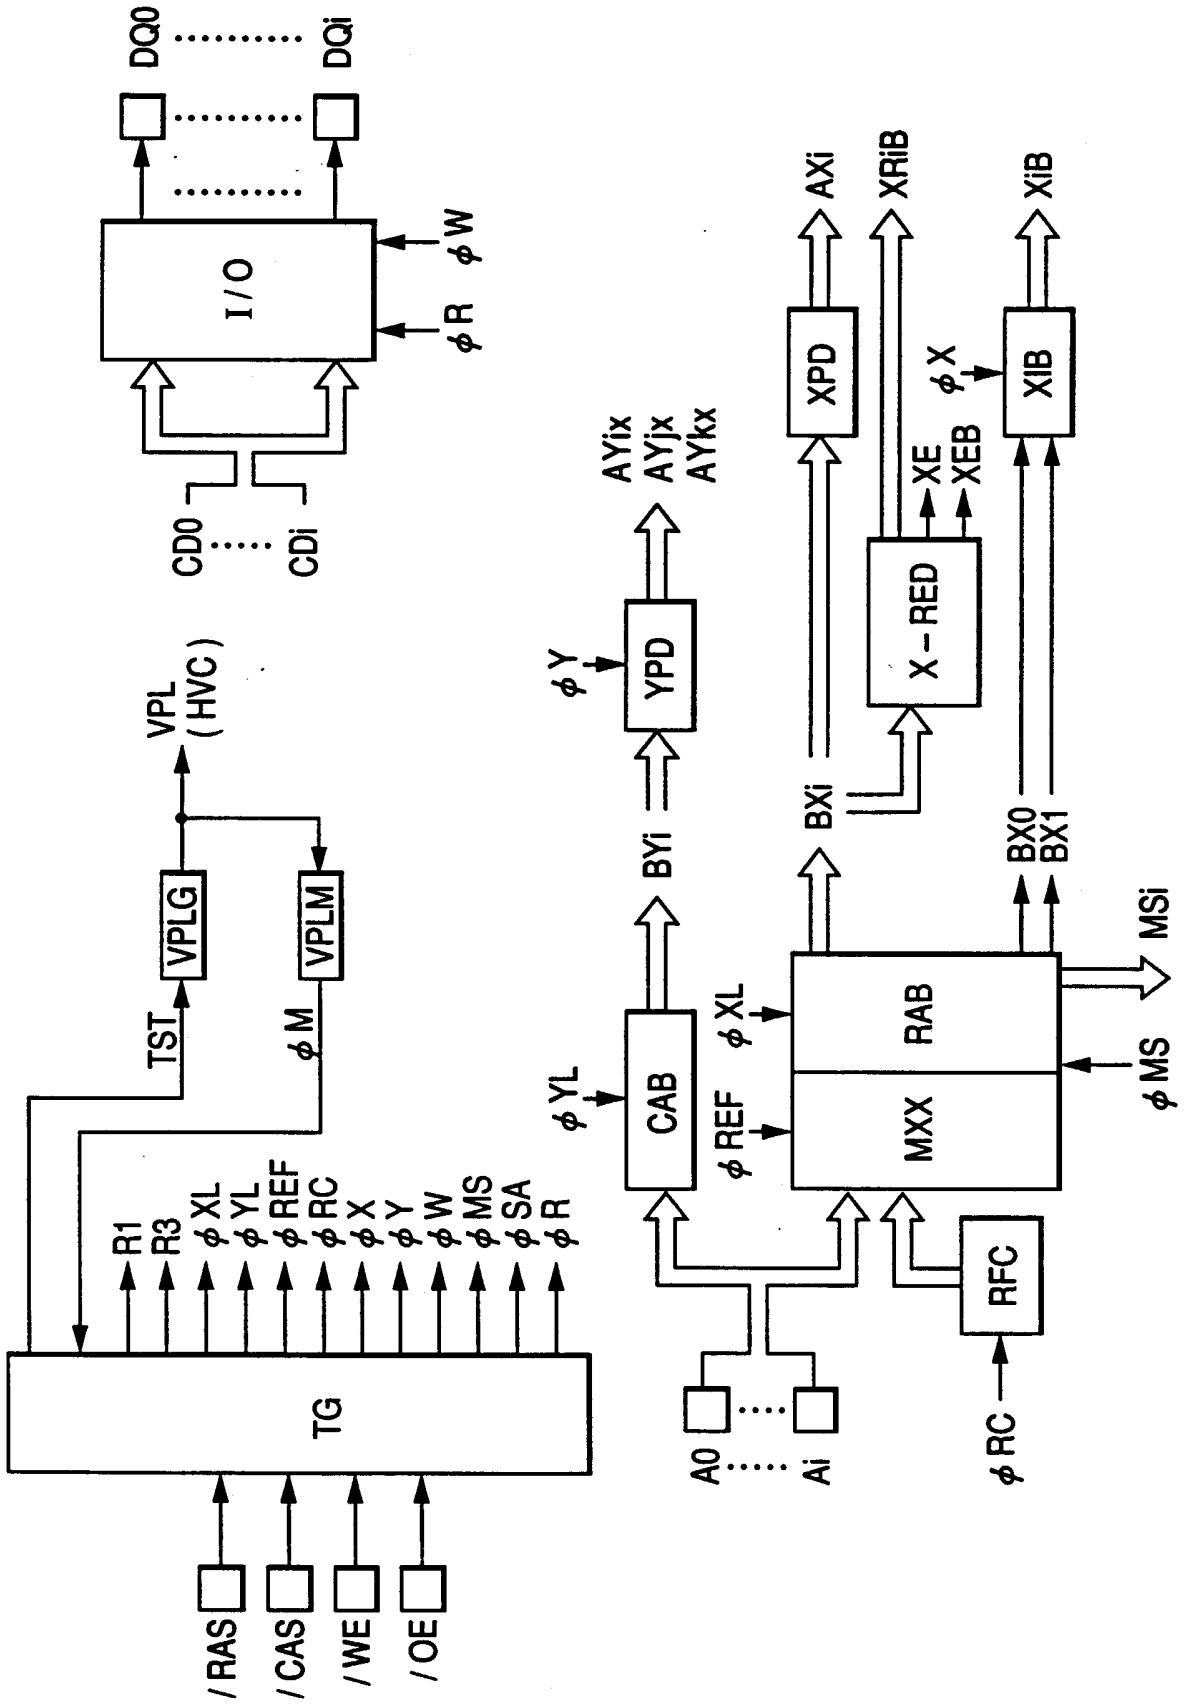 /RAS
/CAS
/WE
/OE
TG
R1
R3
φXL
φYL
φREF
φRC
φX
φY
φW
φMS
φSA
φR
TST
φM
VPLG
VPLM
VPL
(HVC)
CD0
CDi
I/O
φR
φW
DQ0
DQi
A0
Ai
φRC
RFC
φYL
CAB
BYi
φY
YPD
AYix
AYjx
AYkx
φREF
φXL
MXX
RAB
φMS
MSi
BXi
BX0
BX1
X-RED
XE
XEB
XPD
AXi
XRiB
φX
XIB
XiB